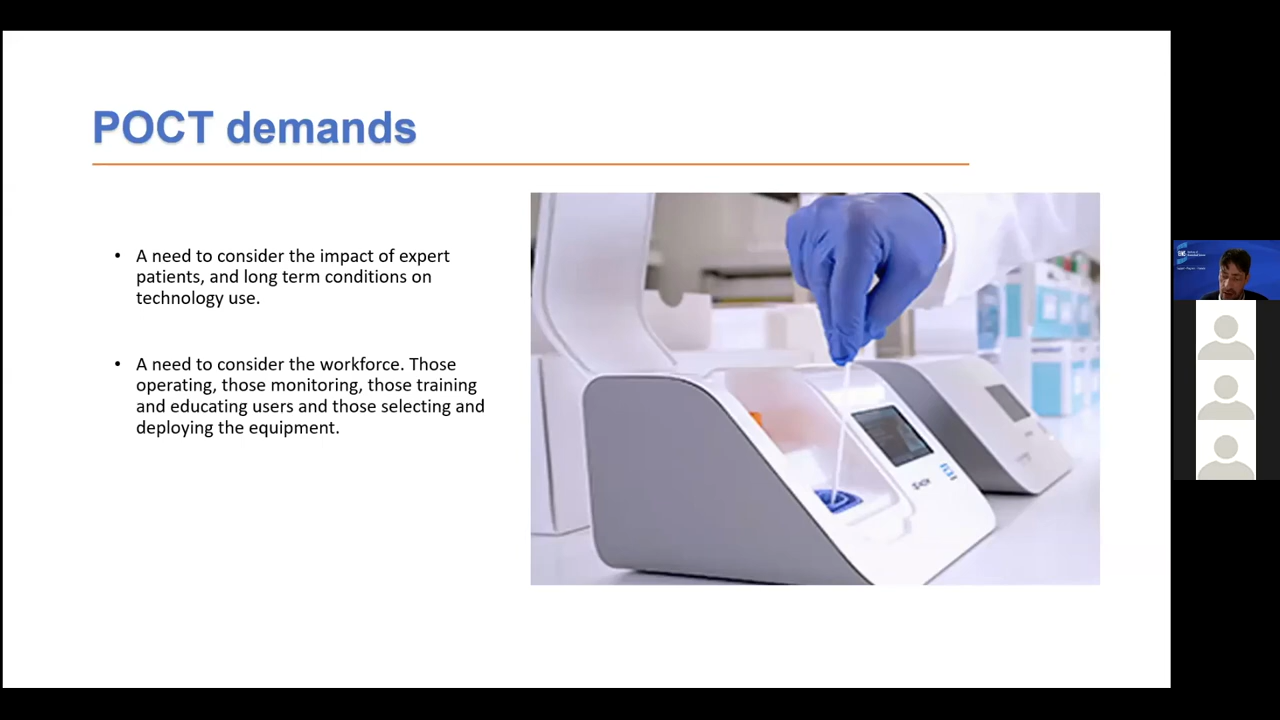 POCT demands
• A need to consider the impact of expert
patients, and long term conditions on
technology use.
• A need to consider the workforce. Those
operating, those monitoring, those training
and educating users and those selecting and
deploying the equipment.